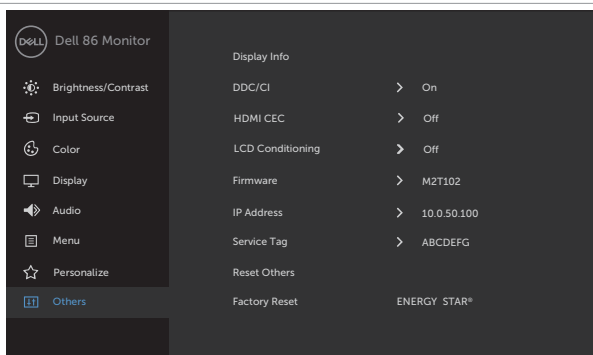 DELL Dell 86 Monitor
Brightness/Contrast
Input Source
Color
Display
Audio
Menu
Personalize
Others
Display Info
DDC/CI > On
HDMI CEC > Off
LCD Conditioning > Off
Firmware > M2T102
IP Address > 10.0.50.100
Service Tag > ABCDEFG
Reset Others
Factory Reset ENERGY STAR®